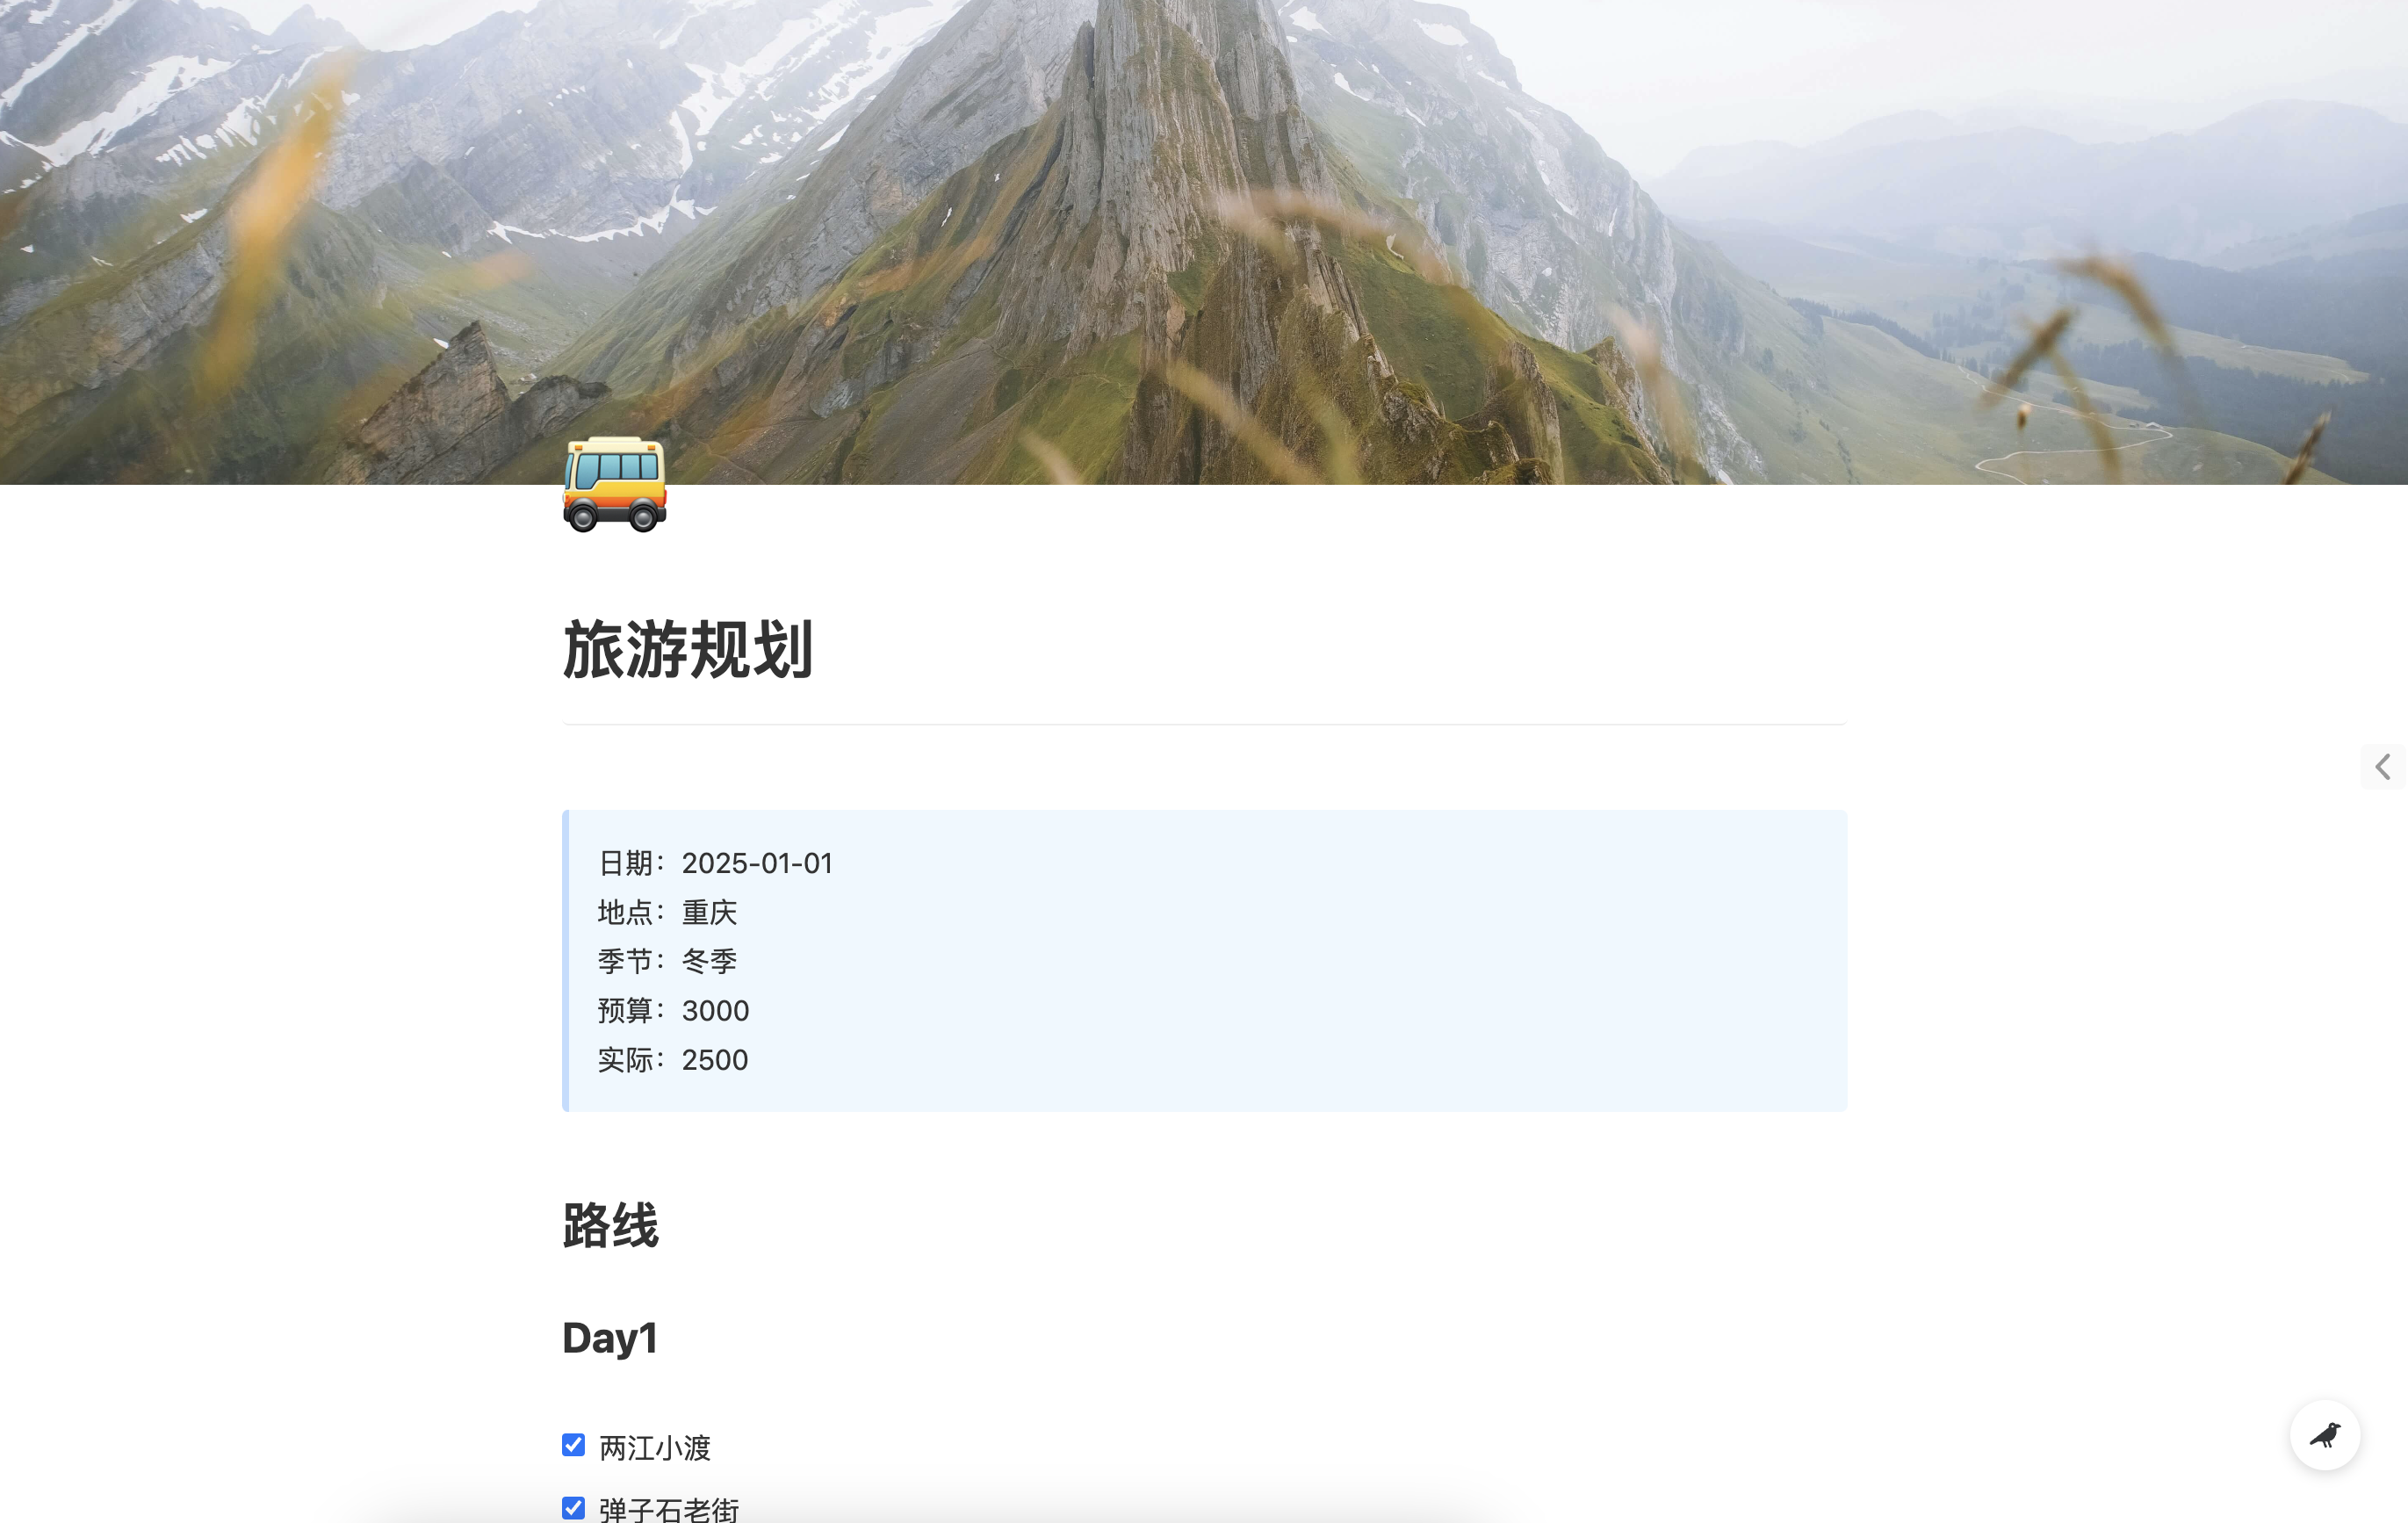 旅游规划
日期：2025-01-01
地点：重庆
季节：冬季
预算：3000
实际：2500
路线
Day1
两江小渡
弹子石老街